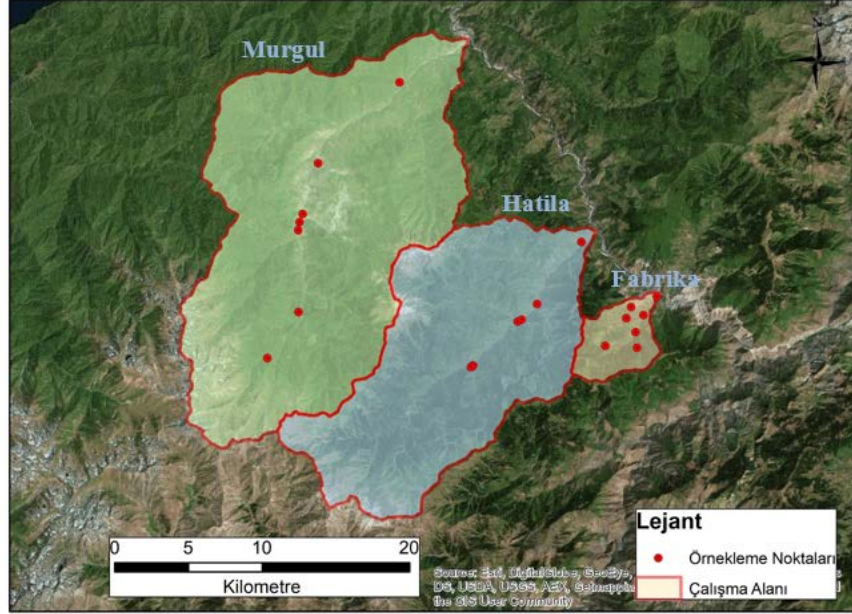 Murgul
N
Hatila
Fabrika
Lejant
Örnekleme Noktaları
Çalışma Alanı
0 5 10 20
Kilometre
Source: Esri, DigitalGlobe, GeoEye,
DS, USDA, USGS, AEX, Getmapping
the GIS User Community